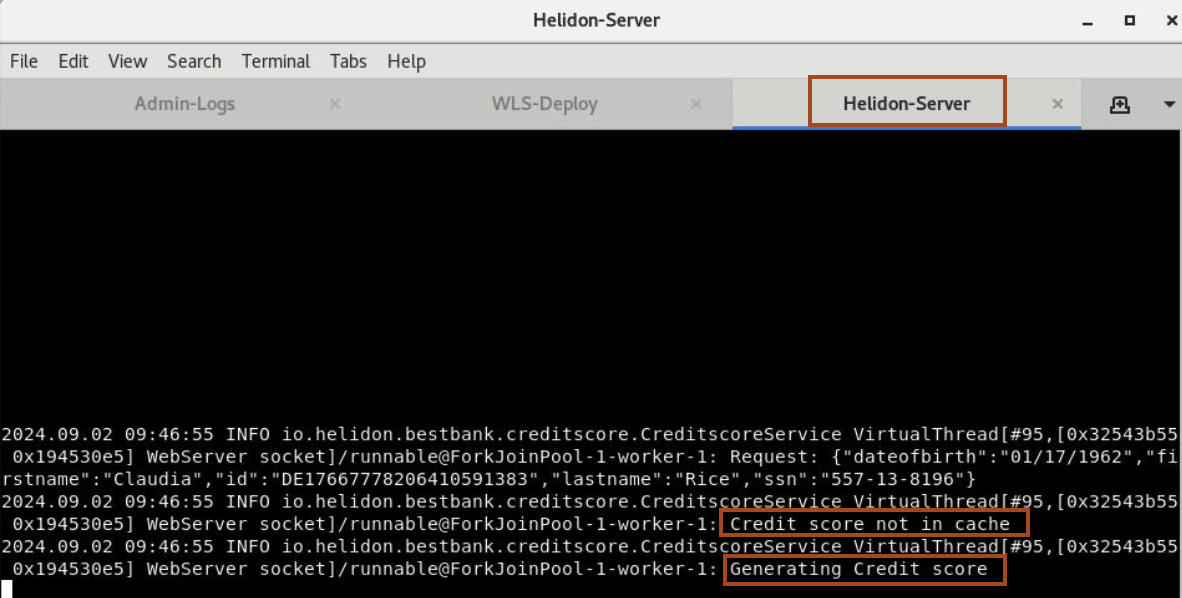 Helidon-Server
File Edit View Search Terminal Tabs Help
Admin-Logs WLS-Deploy Helidon-Server
2024.09.02 09:46:55 INFO io.helidon.bestbank.creditscore.CreditscoreService VirtualThread[#95,[0x32543b55
0x194530e5] WebServer socket]/runnable@ForkJoinPool-1-worker-1: Request: {"dateofbirth":"01/17/1962","fi
rstname":"Claudia","id":"DE17667778206410591383","lastname":"Rice","ssn":"557-13-8196"}
2024.09.02 09:46:55 INFO io.helidon.bestbank.creditscore.CreditscoreService VirtualThread[#95,[0x32543b55
0x194530e5] WebServer socket]/runnable@ForkJoinPool-1-worker-1: Credit score not in cache
2024.09.02 09:46:55 INFO io.helidon.bestbank.creditscore.CreditscoreService VirtualThread[#95,[0x32543b55
0x194530e5] WebServer socket]/runnable@ForkJoinPool-1-worker-1: Generating Credit score